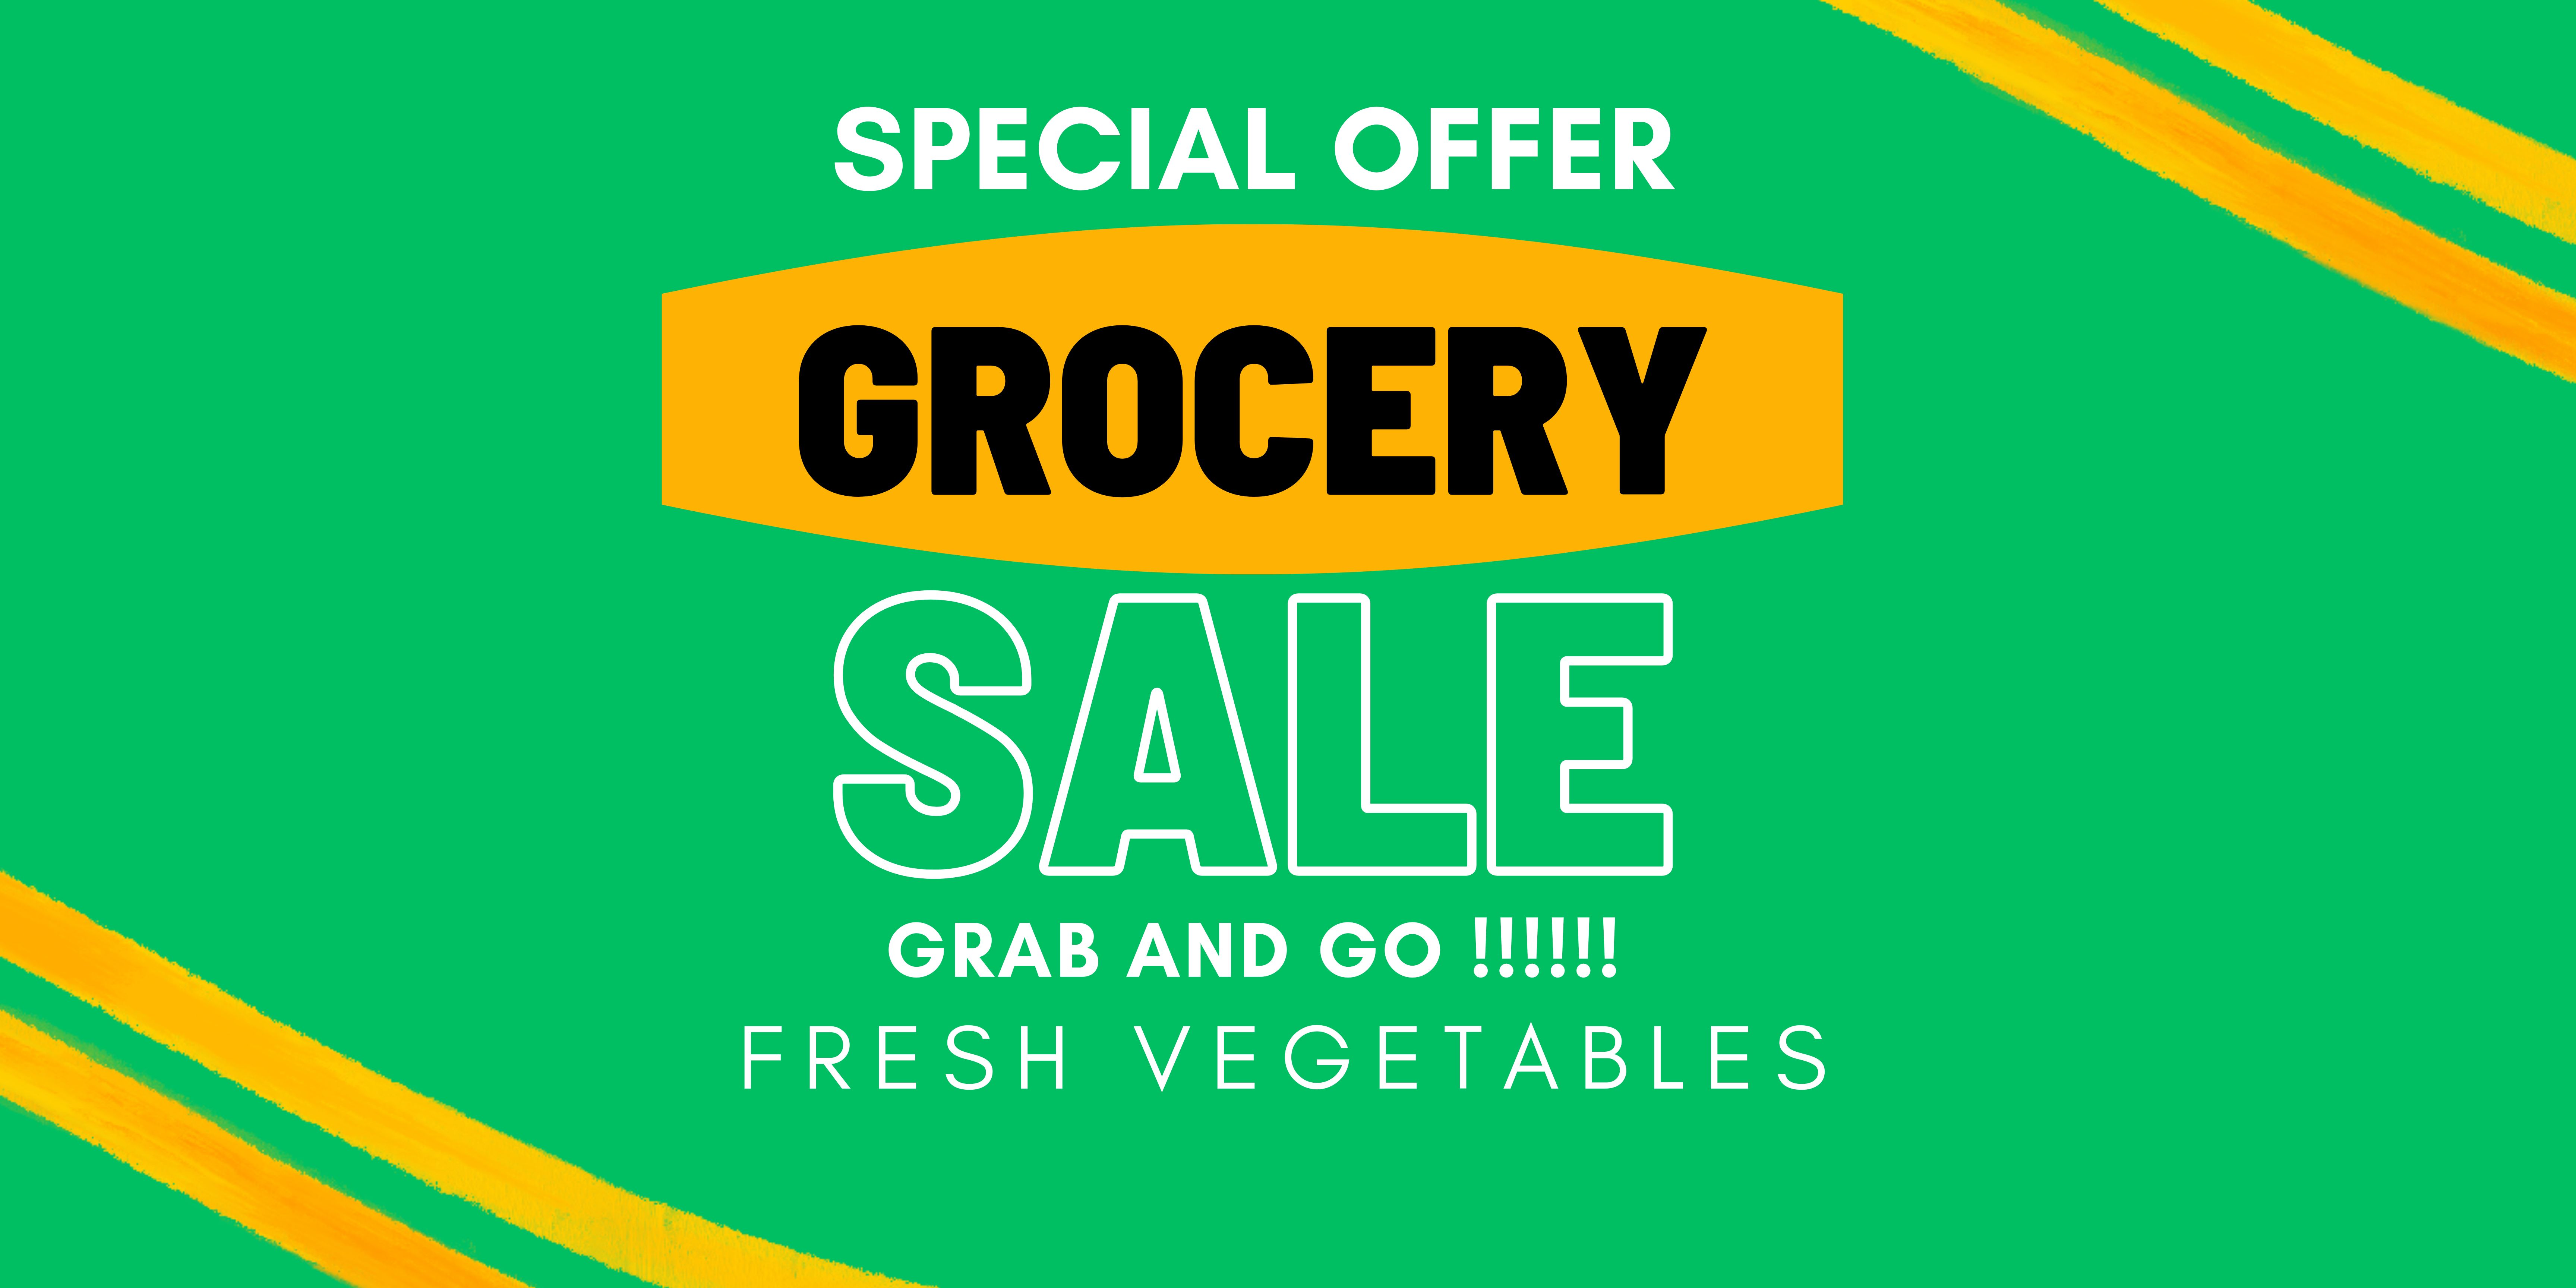 SPECIAL OFFER
GROCERY
SALE
GRAB AND GO !!!!!!
FRESH VEGETABLES